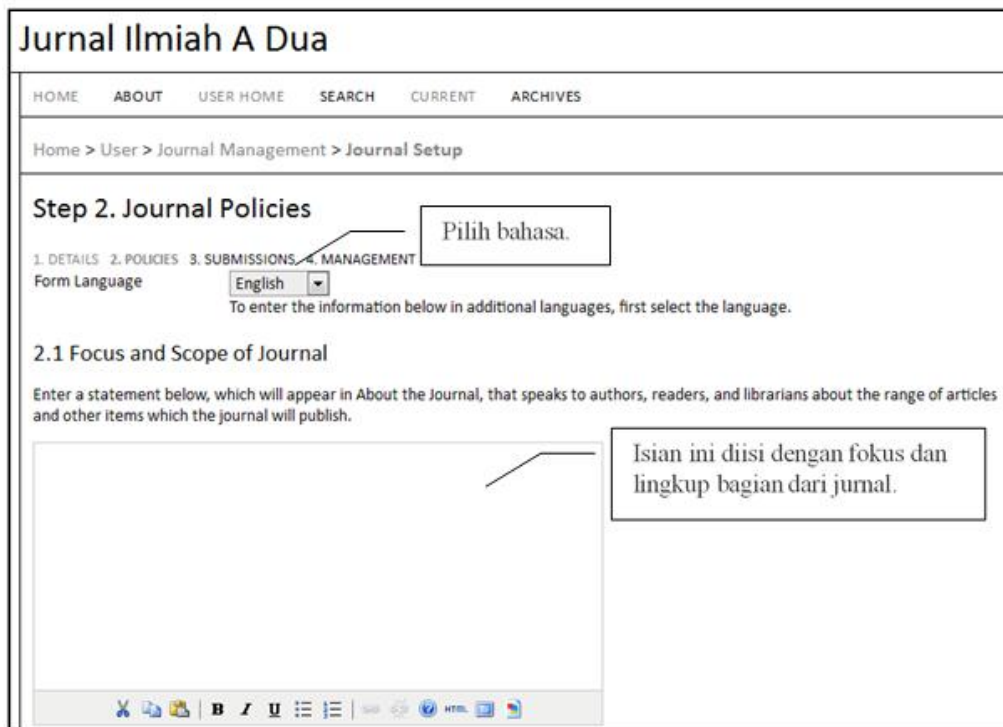 Jurnal Ilmiah A Dua
HOME ABOUT USER HOME SEARCH CURRENT ARCHIVES
Home > User > Journal Management > Journal Setup
Step 2. Journal Policies
Pilih bahasa.
1. DETAILS 2. POLICIES 3. SUBMISSIONS 4. MANAGEMENT
Form Language English
To enter the information below in additional languages, first select the language.
2.1 Focus and Scope of Journal
Enter a statement below, which will appear in About the Journal, that speaks to authors, readers, and librarians about the range of articles
and other items which the journal will publish.
Isian ini diisi dengan fokus dan
lingkup bagian dari jurnal.
B I U HTML